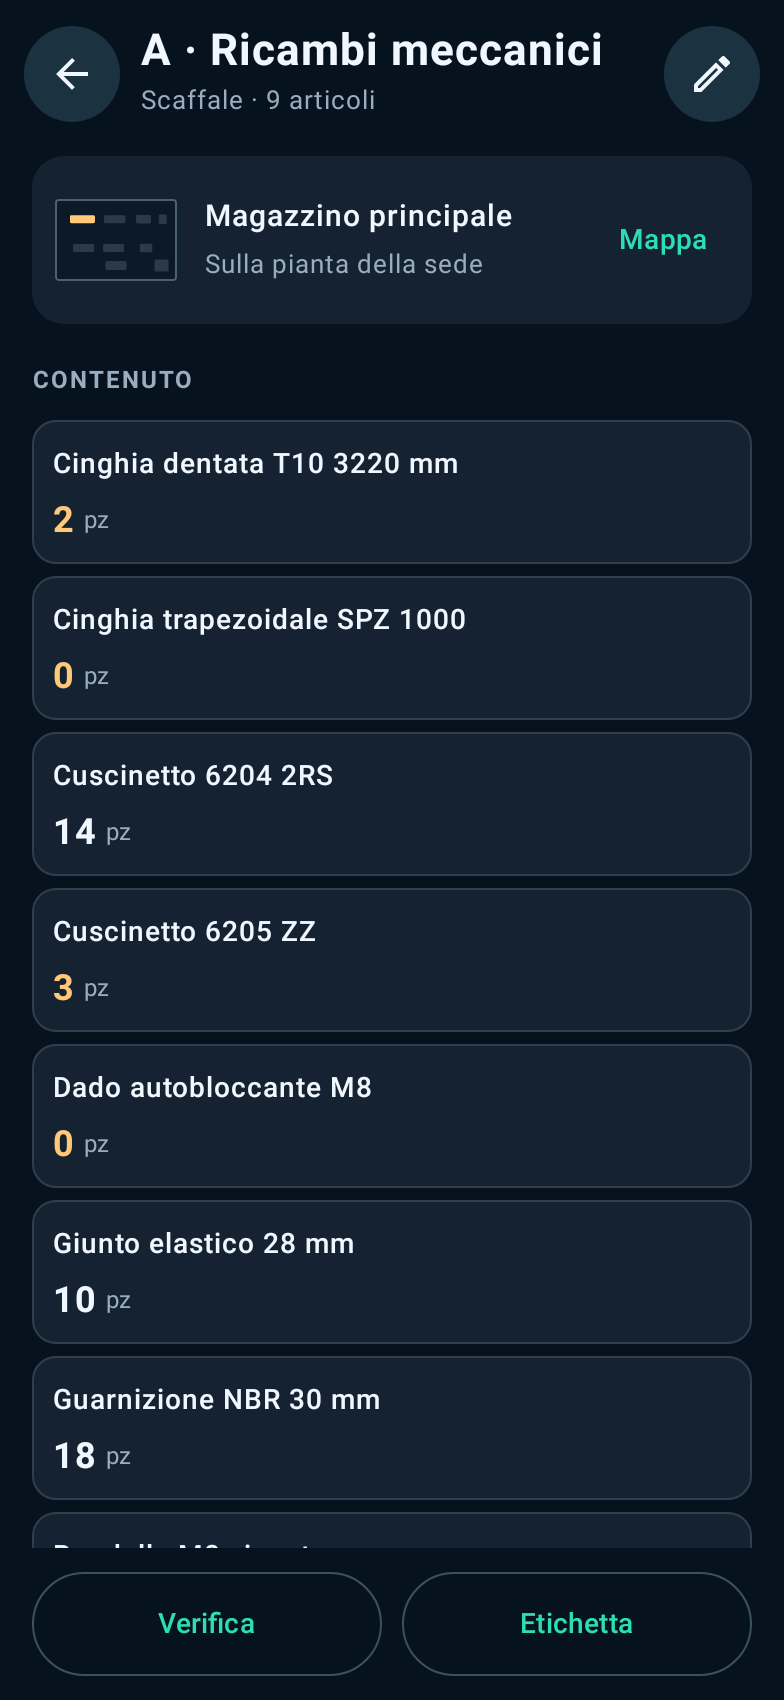 A · Ricambi meccanici
Scaffale · 9 articoli
Magazzino principale
Sulla pianta della sede
Mappa
CONTENUTO
Cinghia dentata T10 3220 mm
2 pz
Cinghia trapezoidale SPZ 1000
0 pz
Cuscinetto 6204 2RS
14 pz
Cuscinetto 6205 ZZ
3 pz
Dado autobloccante M8
0 pz
Giunto elastico 28 mm
10 pz
Guarnizione NBR 30 mm
18 pz
Verifica
Etichetta